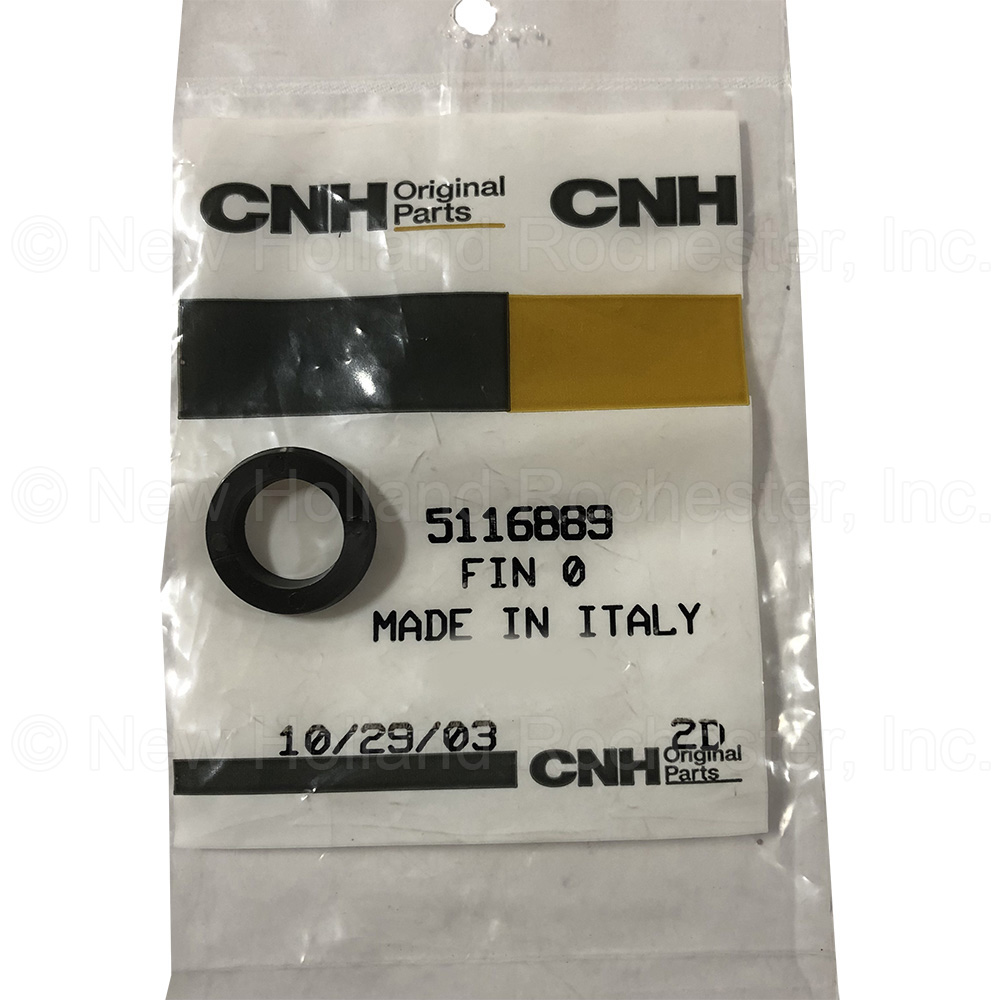 CNH Original Parts CNH
© New Holland Rochester, Inc.
© New Holland Rochester, Inc.
5116889
FIN 0
MADE IN ITALY
© New Holland Rochester, Inc.
10/29/03 2D
CNH Original Parts